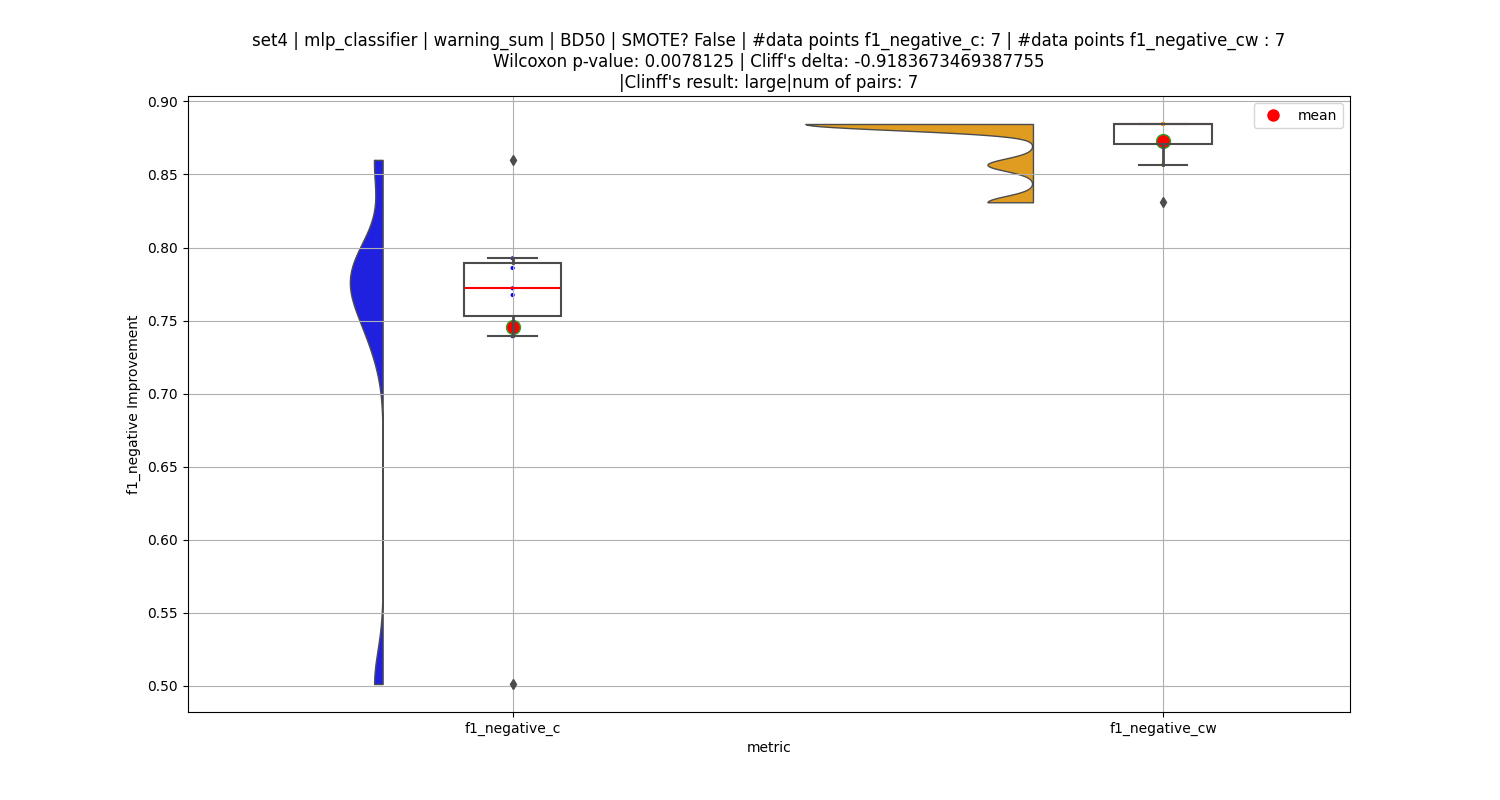 set4 | mlp_classifier | warning_sum | BD50 | SMOTE? False | #data points f1_negative_c: 7 | #data points f1_negative_cw : 7
Wilcoxon p-value: 0.0078125 | Cliff's delta: -0.9183673469387755
|Clinff's result: large|num of pairs: 7
mean
0.90
0.85
0.80
0.75
0.70
0.65
0.60
0.55
0.50
f1_negative Improvement
f1_negative_c
f1_negative_cw
metric